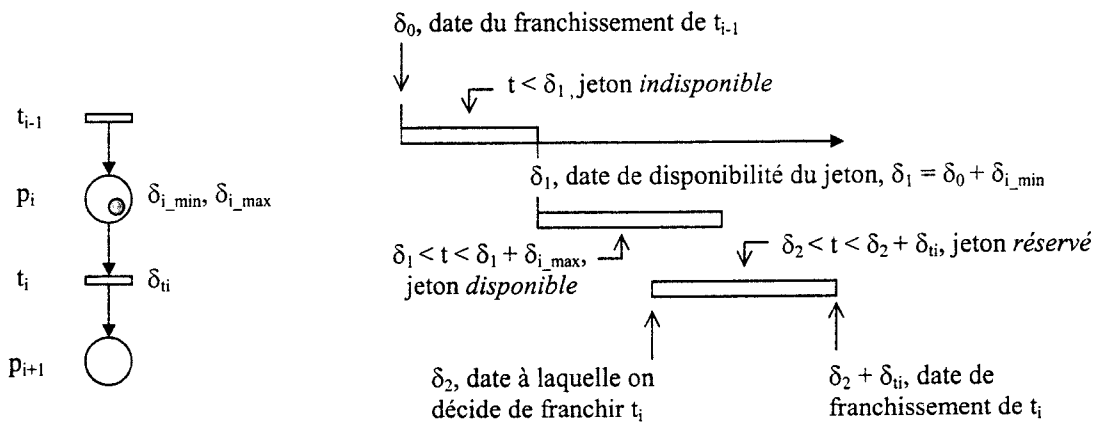 δ₀, date du franchissement de tᵢ₋₁
t < δ₁, jeton indisponible
tᵢ₋₁
δ₁, date de disponibilité du jeton, δ₁ = δ₀ + δᵢ_min
pᵢ
δᵢ_min, δᵢ_max
δ₁ < t < δ₁ + δᵢ_max,
jeton disponible
δ₂ < t < δ₂ + δₜᵢ, jeton réservé
tᵢ
δₜᵢ
pᵢ₊₁
δ₂, date à laquelle on
décide de franchir tᵢ
δ₂ + δₜᵢ, date de
franchissement de tᵢ